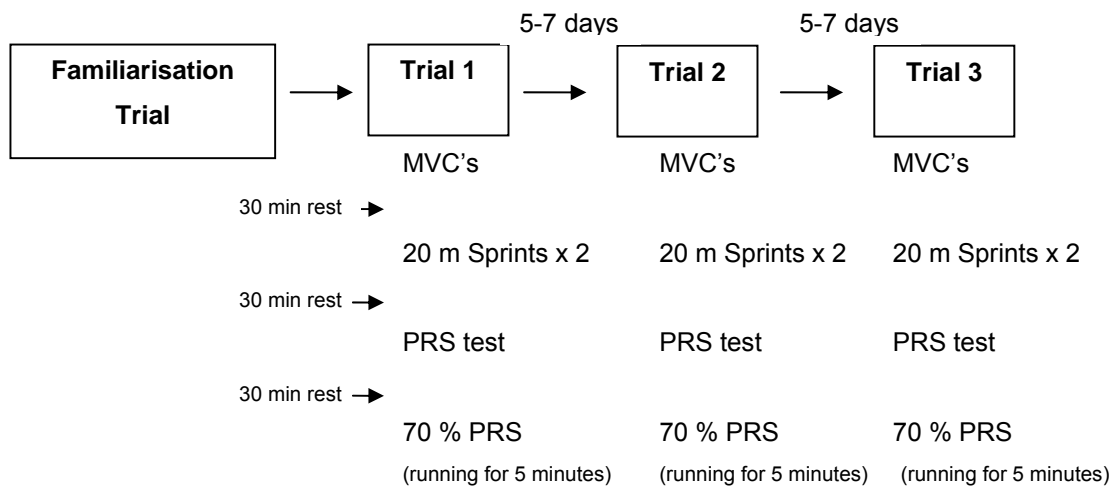 5-7 days 5-7 days
Familiarisation
Trial
Trial 1 Trial 2 Trial 3
MVC’s MVC’s MVC’s
30 min rest
20 m Sprints x 2 20 m Sprints x 2 20 m Sprints x 2
30 min rest
PRS test PRS test PRS test
30 min rest
70 % PRS 70 % PRS 70 % PRS
(running for 5 minutes) (running for 5 minutes) (running for 5 minutes)